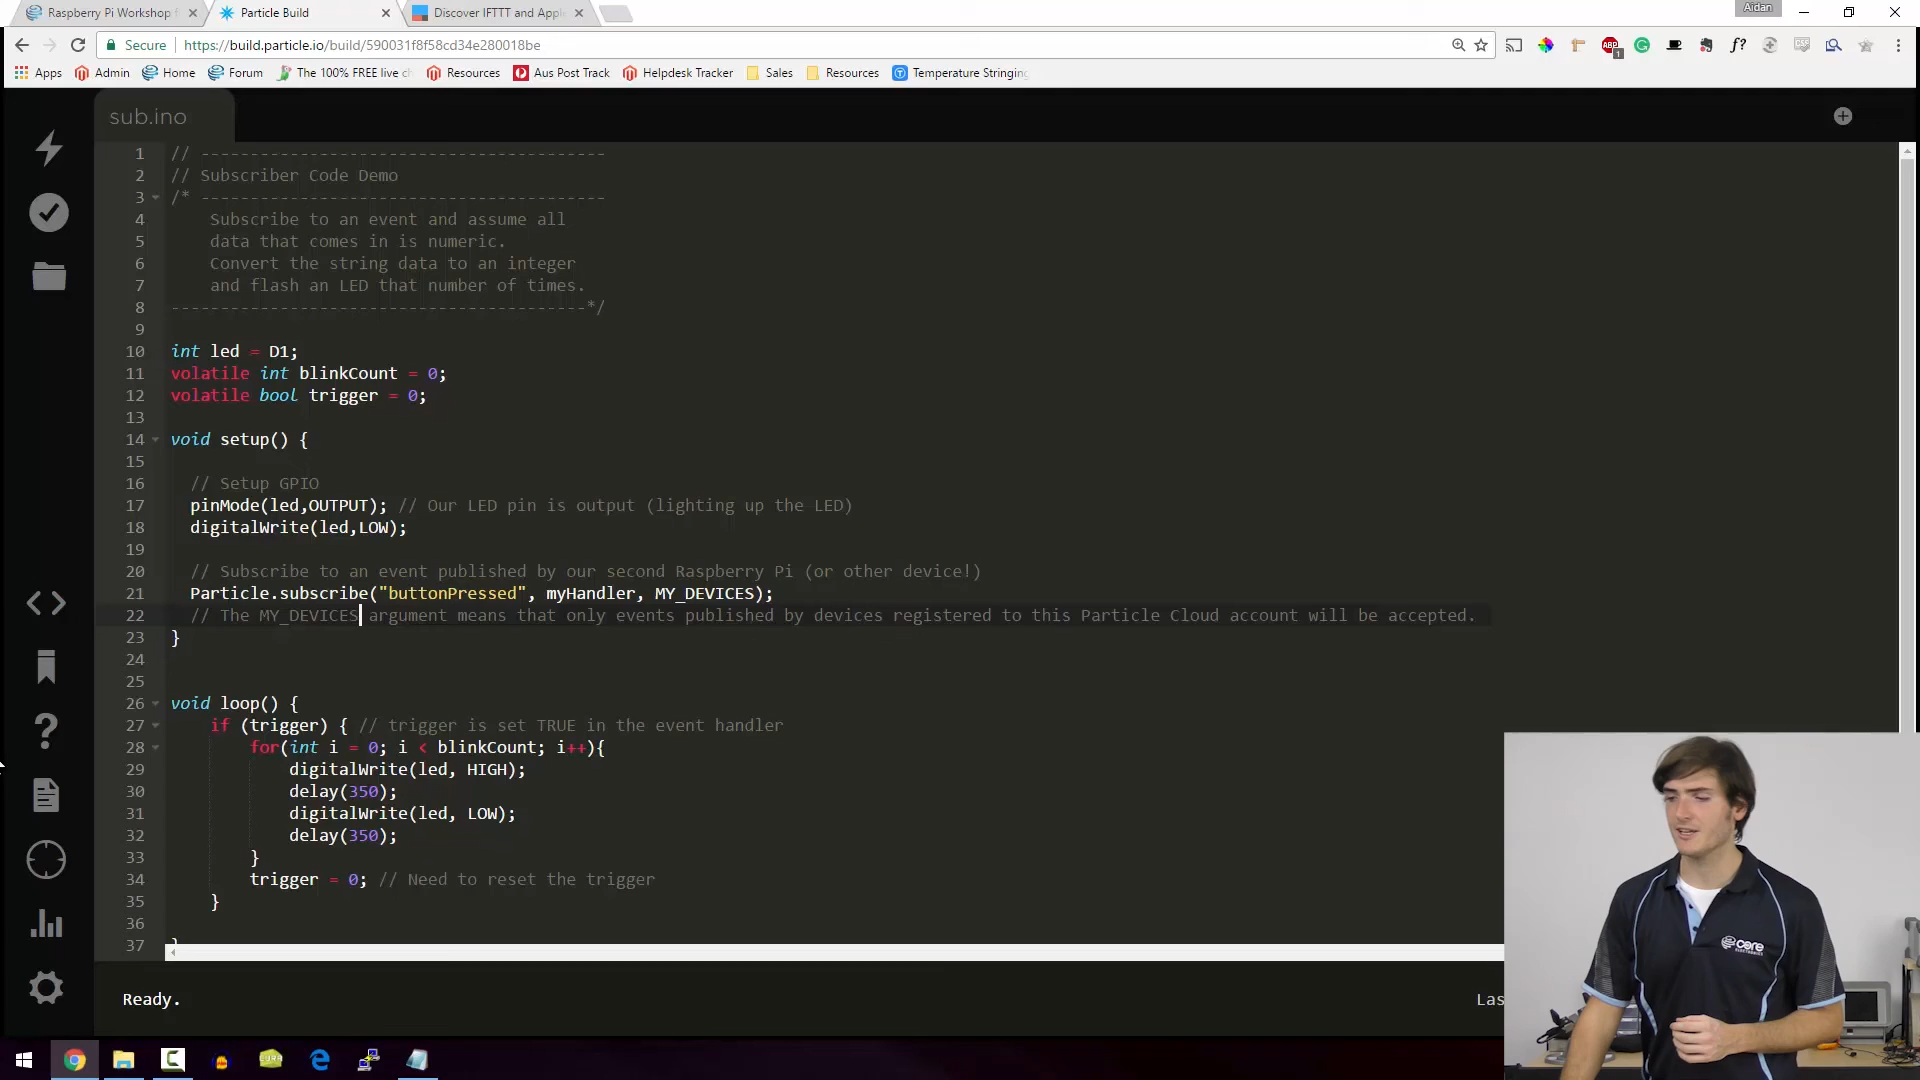 Raspberry Pi Workshop f
Particle Build
Discover IFTTT and Apple
Aidan
Secure
https://build.particle.io/build/590031f8f58cd34e280018be
ABP
1
f?
Apps
Admin
Home
Forum
The 100% FREE live ch
Resources
Aus Post Track
Helpdesk Tracker
Sales
Resources
Temperature Stringing
sub.ino
1 // -----------------------------------------
2 // Subscriber Code Demo
3 /* -----------------------------------------
4 Subscribe to an event and assume all
5 data that comes in is numeric.
6 Convert the string data to an integer
7 and flash an LED that number of times.
8 ------------------------------------------*/
9
10 int led = D1;
11 volatile int blinkCount = 0;
12 volatile bool trigger = 0;
13
14 void setup() {
15
16 // Setup GPIO
17 pinMode(led,OUTPUT); // Our LED pin is output (lighting up the LED)
18 digitalWrite(led,LOW);
19
20 // Subscribe to an event published by our second Raspberry Pi (or other device!)
21 Particle.subscribe("buttonPressed", myHandler, MY_DEVICES);
22 // The MY_DEVICES argument means that only events published by devices registered to this Particle Cloud account will be accepted.
23 }
24
25
26 void loop() {
27 if (trigger) { // trigger is set TRUE in the event handler
28 for(int i = 0; i < blinkCount; i++){
29 digitalWrite(led, HIGH);
30 delay(350);
31 digitalWrite(led, LOW);
32 delay(350);
33 }
34 trigger = 0; // Need to reset the trigger
35 }
36
37 }
Ready.
Las
core
ELECTRONICS